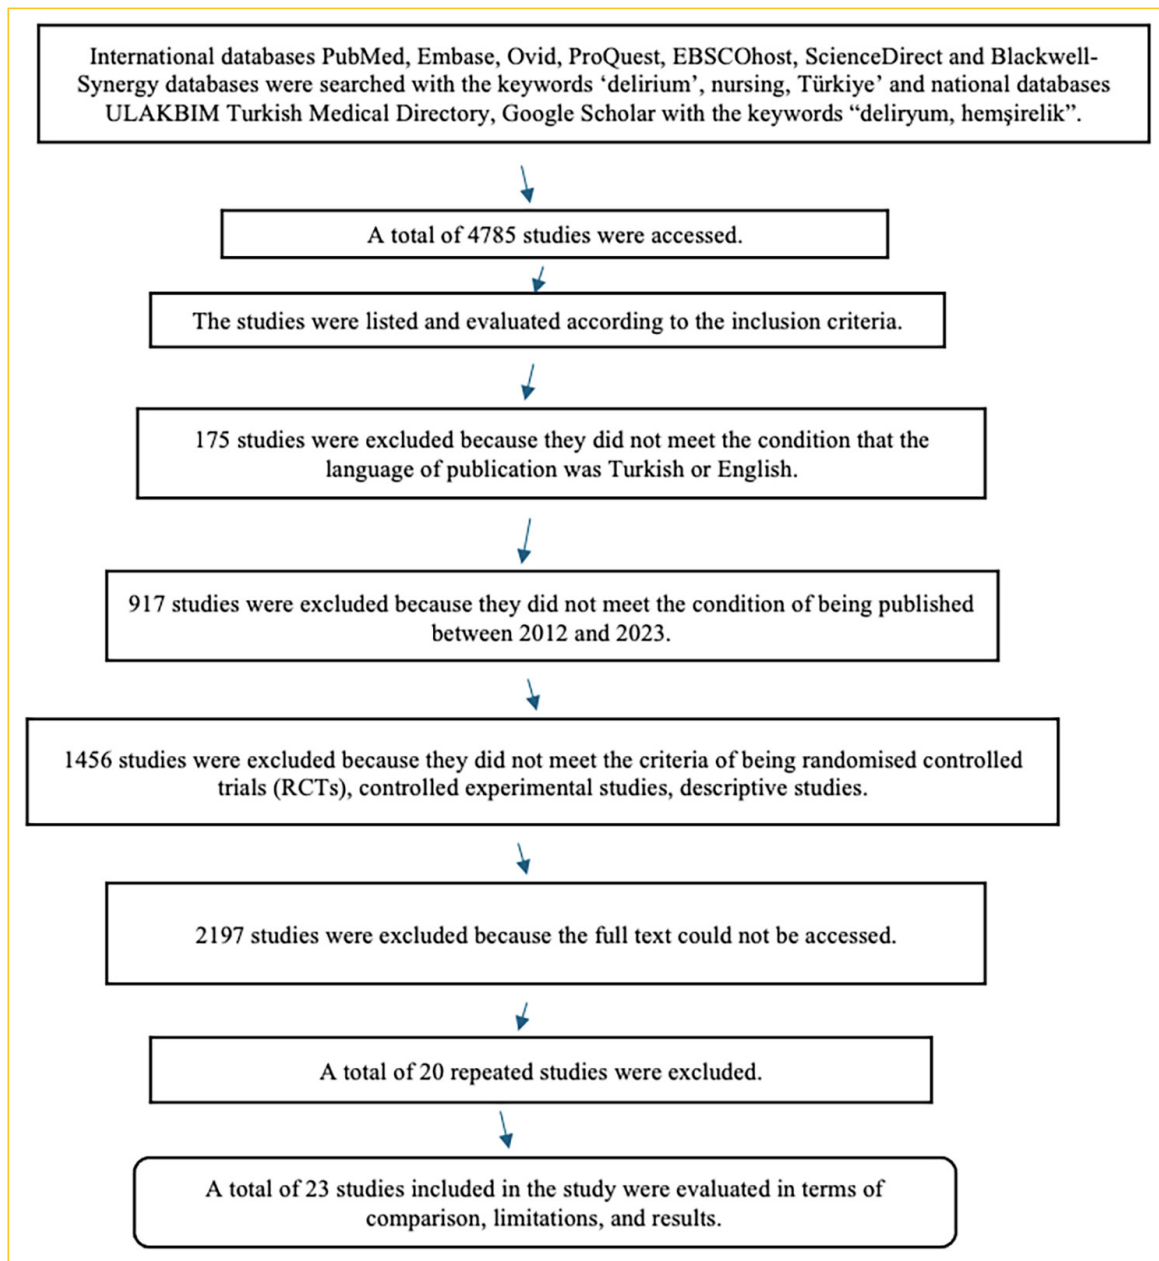 International databases PubMed, Embase, Ovid, ProQuest, EBSCOhost, ScienceDirect and Blackwell-
Synergy databases were searched with the keywords ‘delirium’, nursing, Türkiye’ and national databases
ULAKBIM Turkish Medical Directory, Google Scholar with the keywords “deliryum, hemşirelik”.
A total of 4785 studies were accessed.
The studies were listed and evaluated according to the inclusion criteria.
175 studies were excluded because they did not meet the condition that the
language of publication was Turkish or English.
917 studies were excluded because they did not meet the condition of being published
between 2012 and 2023.
1456 studies were excluded because they did not meet the criteria of being randomised controlled
trials (RCTs), controlled experimental studies, descriptive studies.
2197 studies were excluded because the full text could not be accessed.
A total of 20 repeated studies were excluded.
A total of 23 studies included in the study were evaluated in terms of
comparison, limitations, and results.